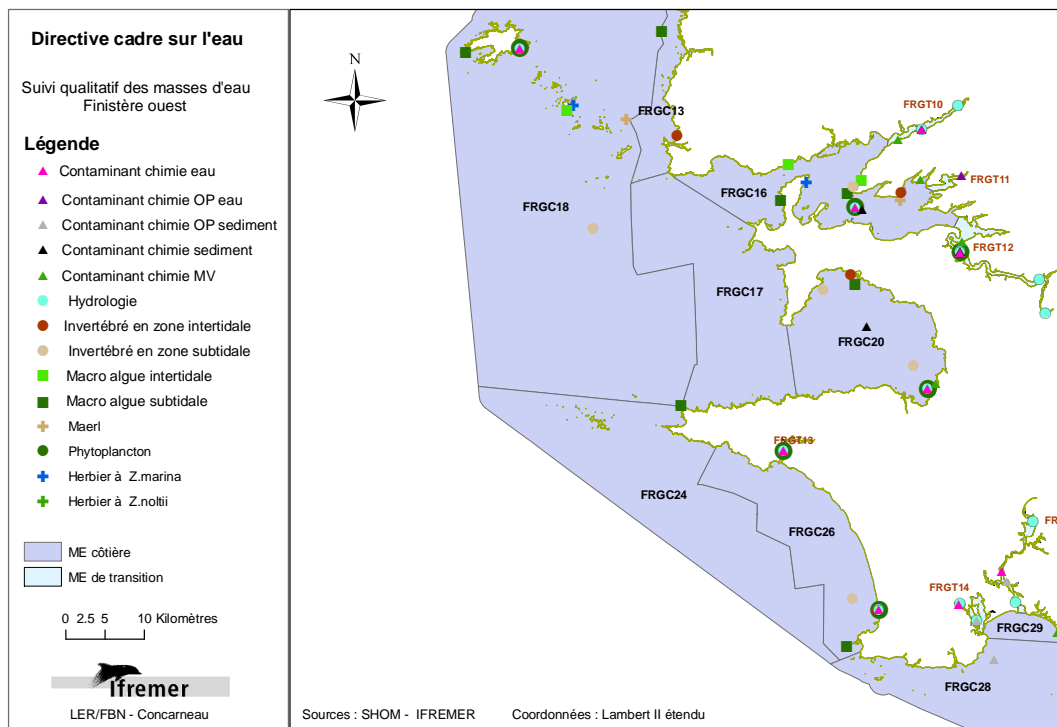 Directive cadre sur l'eau
Suivi qualitatif des masses d'eau
Finistère ouest
Légende
Contaminant chimie eau
Contaminant chimie OP eau
Contaminant chimie OP sediment
Contaminant chimie sediment
Contaminant chimie MV
Hydrologie
Invertébré en zone intertidale
Invertébré en zone subtidale
Macro algue intertidale
Macro algue subtidale
Maerl
Phytoplancton
Herbier à Z.marina
Herbier à Z.noltii
ME côtière
ME de transition
0 2.5 5 10 Kilomètres
Ifremer
LER/FBN - Concarneau
N
FRGC13
FRGT10
FRGT11
FRGC16
FRGC18
FRGT12
FRGC17
FRGC20
FRGT13
FRGC24
FRGC26
FR
FRGT14
FRGC29
FRGC28
Sources : SHOM - IFREMER Coordonnées : Lambert II étendu